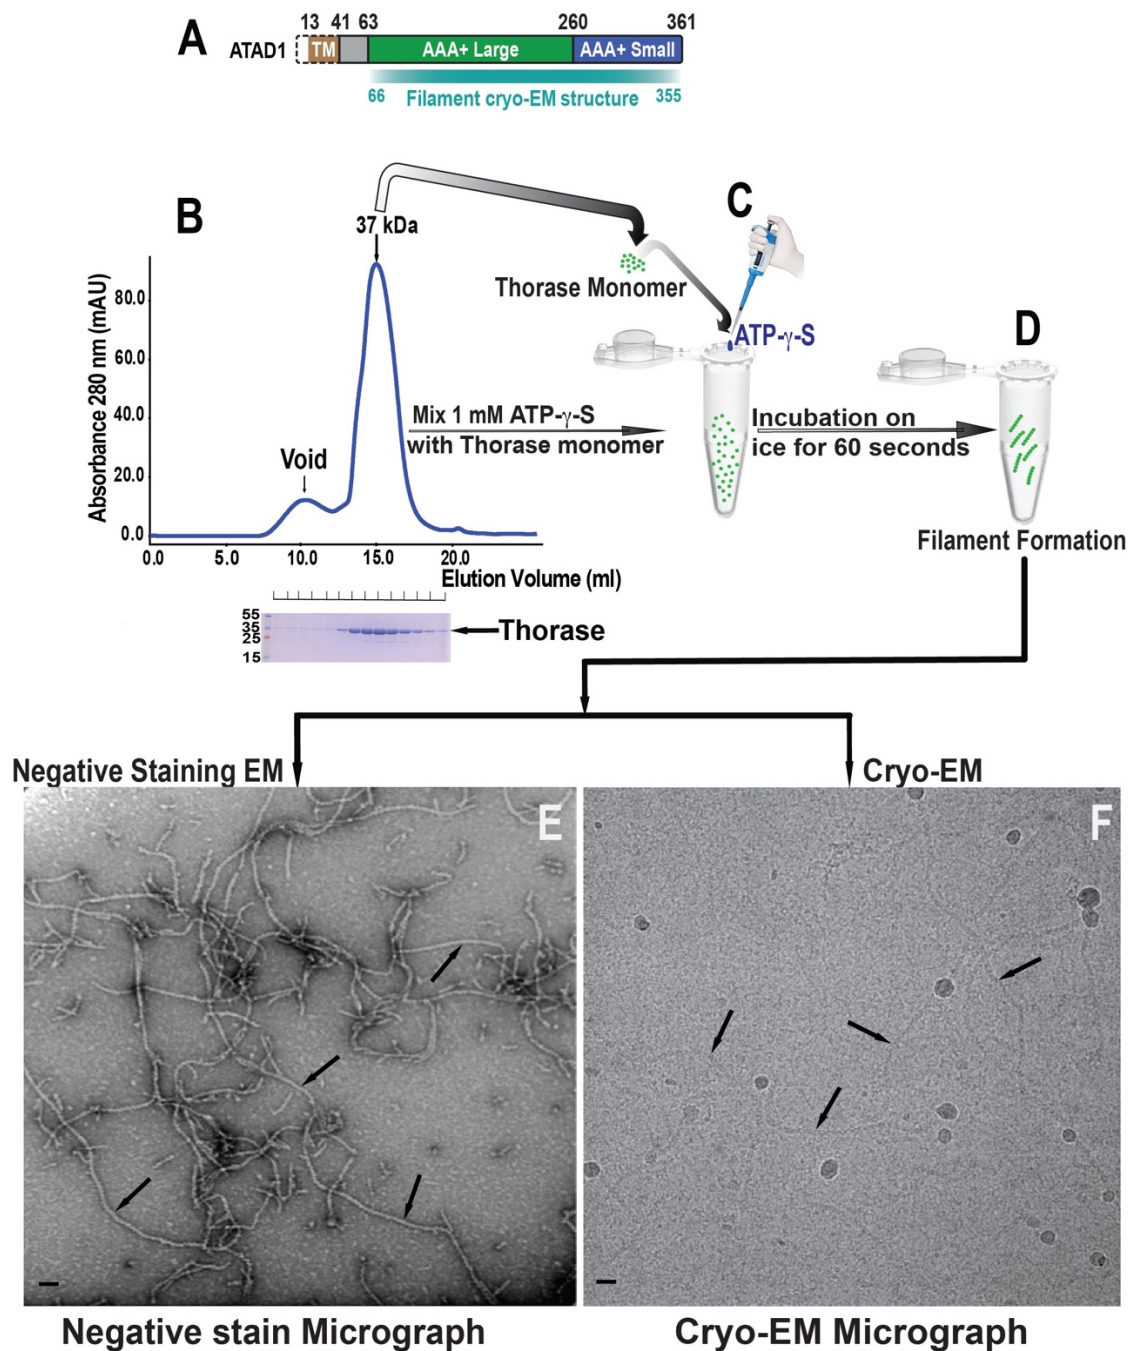 A
13 41 63 260 361
ATAD1 TM AAA+ Large AAA+ Small
66 Filament cryo-EM structure 355
B
37 kDa
C
Thorase Monomer
ATP-γ-S
D
Absorbance 280 nm (mAU)
80.0
60.0
40.0
20.0
0.0
Void
Mix 1 mM ATP-γ-S
with Thorase monomer
Incubation on
ice for 60 seconds
Filament Formation
0.0 5.0 10.0 15.0 20.0
Elution Volume (ml)
55
35
25
15
Thorase
Negative Staining EM
Cryo-EM
E
F
Negative stain Micrograph
Cryo-EM Micrograph